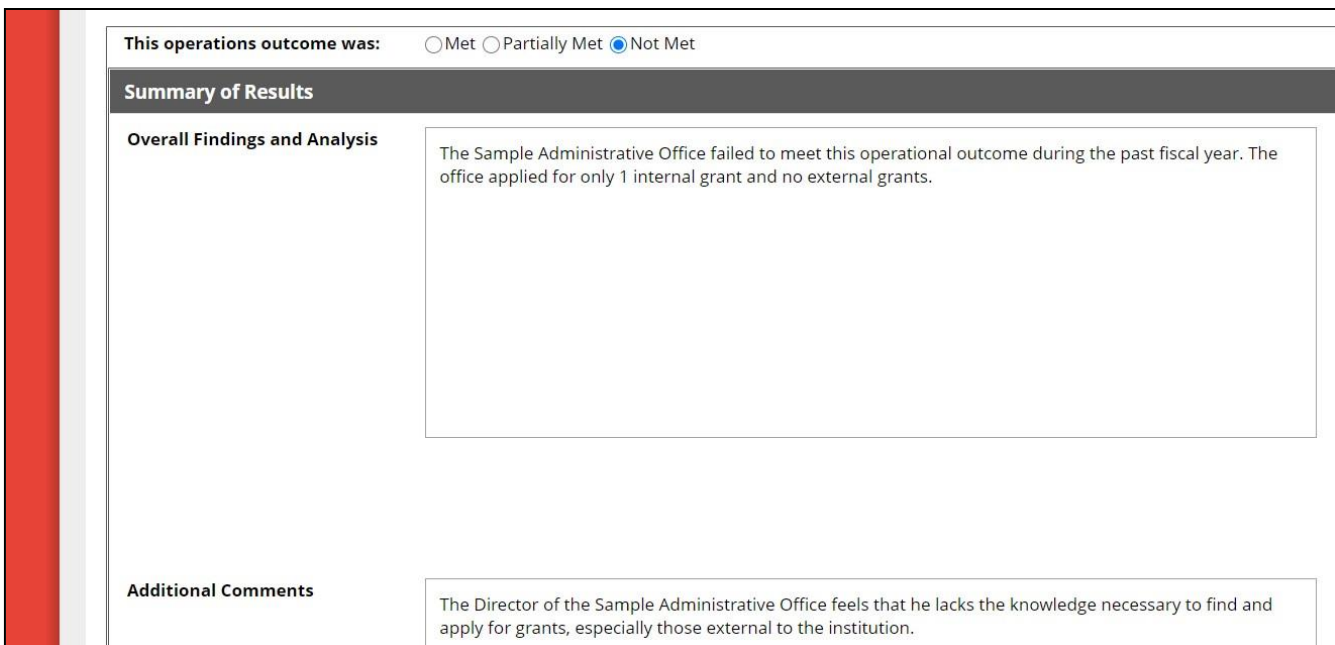 This operations outcome was: Met Partially Met Not Met
Summary of Results
Overall Findings and Analysis
The Sample Administrative Office failed to meet this operational outcome during the past fiscal year. The
office applied for only 1 internal grant and no external grants.
Additional Comments
The Director of the Sample Administrative Office feels that he lacks the knowledge necessary to find and
apply for grants, especially those external to the institution.